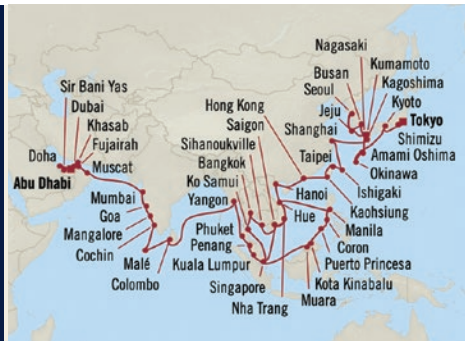 Nagasaki
Kumamoto
Busan
Kagoshima
Seoul
Kyoto
Sir Bani Yas
Hong Kong
Jeju
Tokyo
Dubai
Saigon
Shanghai
Shimizu
Khasab
Sihanoukville
Amami Oshima
Doha
Fujairah
Bangkok
Taipei
Okinawa
Abu Dhabi
Muscat
Ko Samui
Hanoi
Ishigaki
Mumbai
Yangon
Hue
Kaohsiung
Goa
Phuket
Manila
Mangalore
Penang
Coron
Cochin
Malé
Kuala Lumpur
Puerto Princesa
Colombo
Singapore
Kota Kinabalu
Nha Trang
Muara